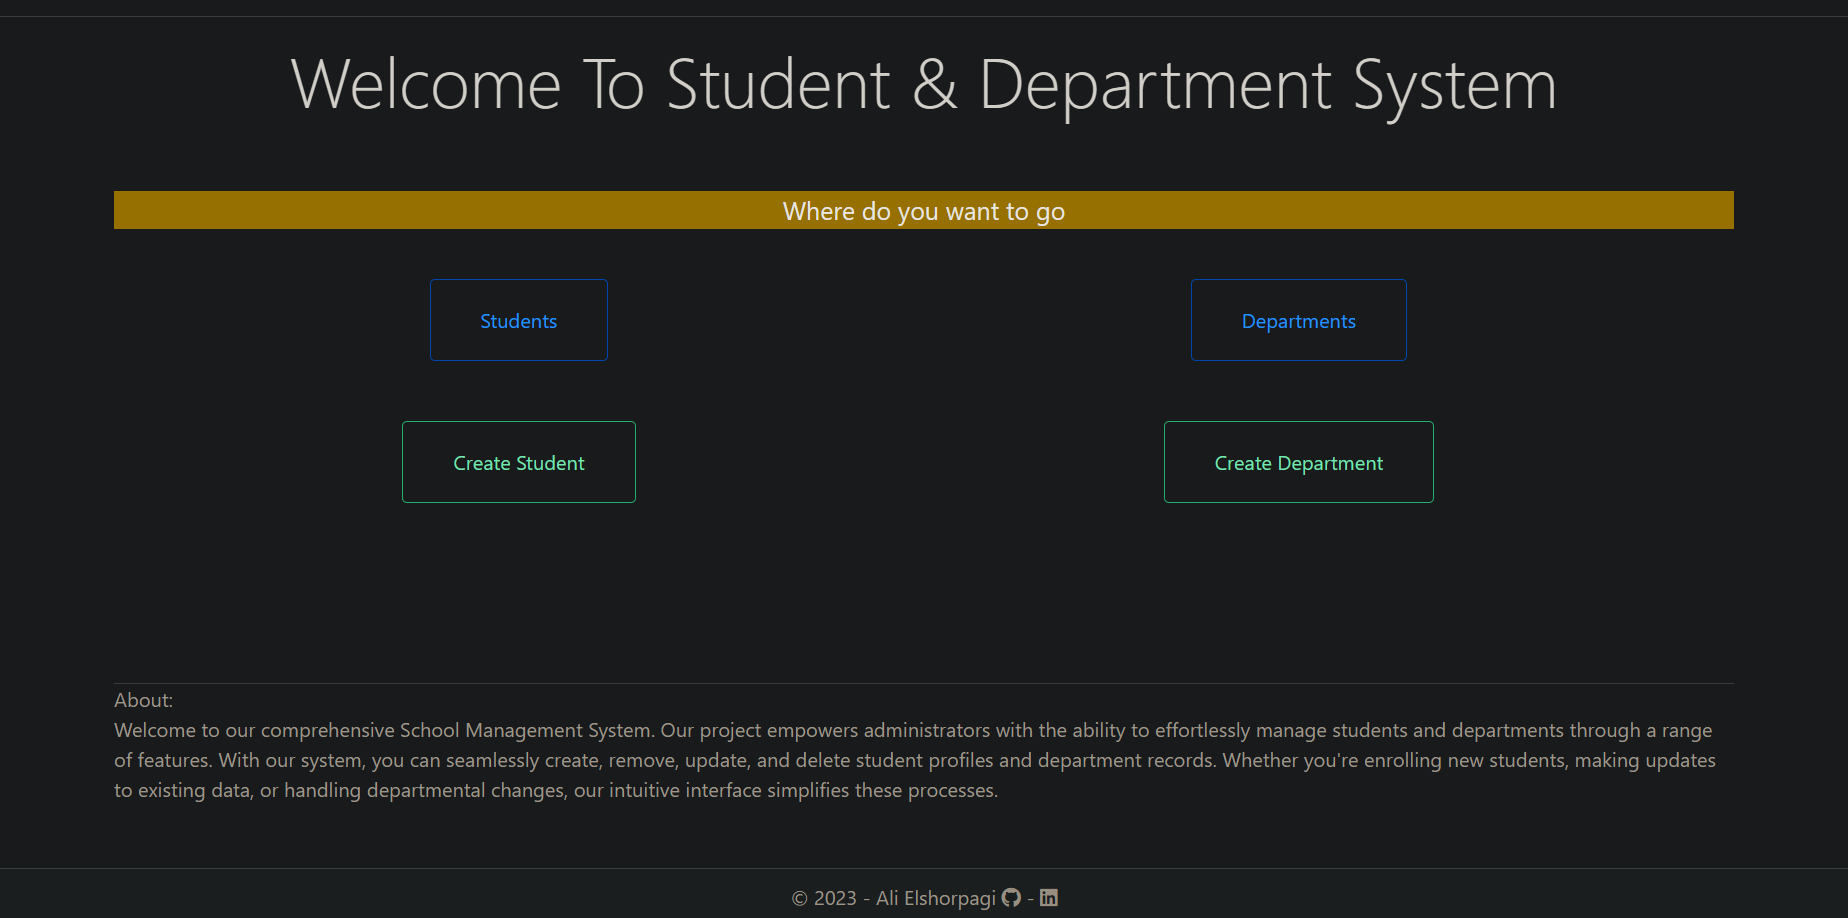 Welcome To Student & Department System
Where do you want to go
Students
Departments
Create Student
Create Department
About:
Welcome to our comprehensive School Management System. Our project empowers administrators with the ability to effortlessly manage students and departments through a range
of features. With our system, you can seamlessly create, remove, update, and delete student profiles and department records. Whether you're enrolling new students, making updates
to existing data, or handling departmental changes, our intuitive interface simplifies these processes.
© 2023 - Ali Elshorpagi - in